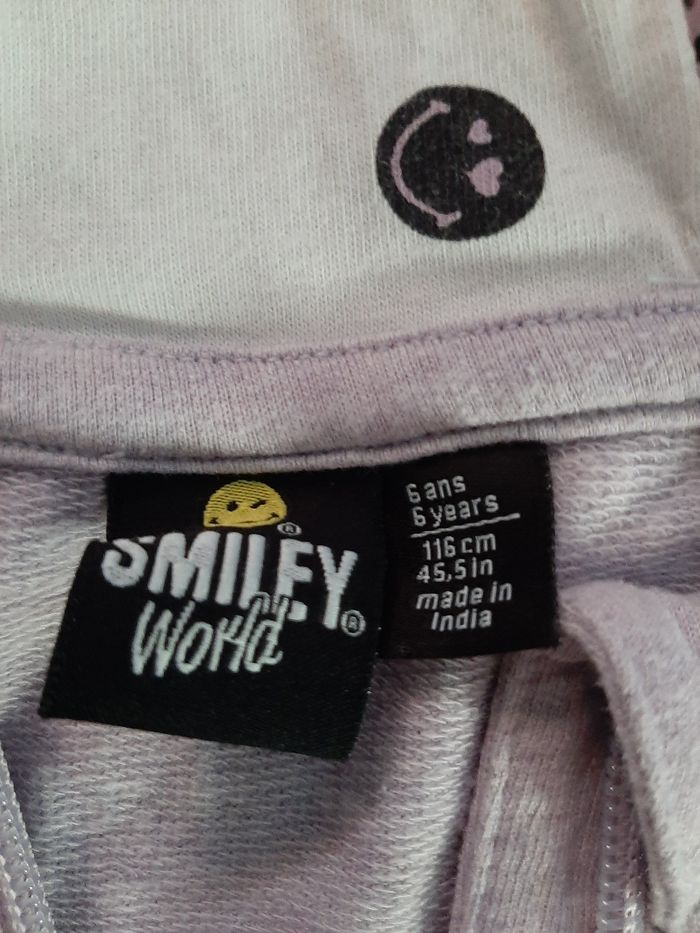 SMILEY®
World
6 ans
6 years
116 cm
45,5 in
made in
India